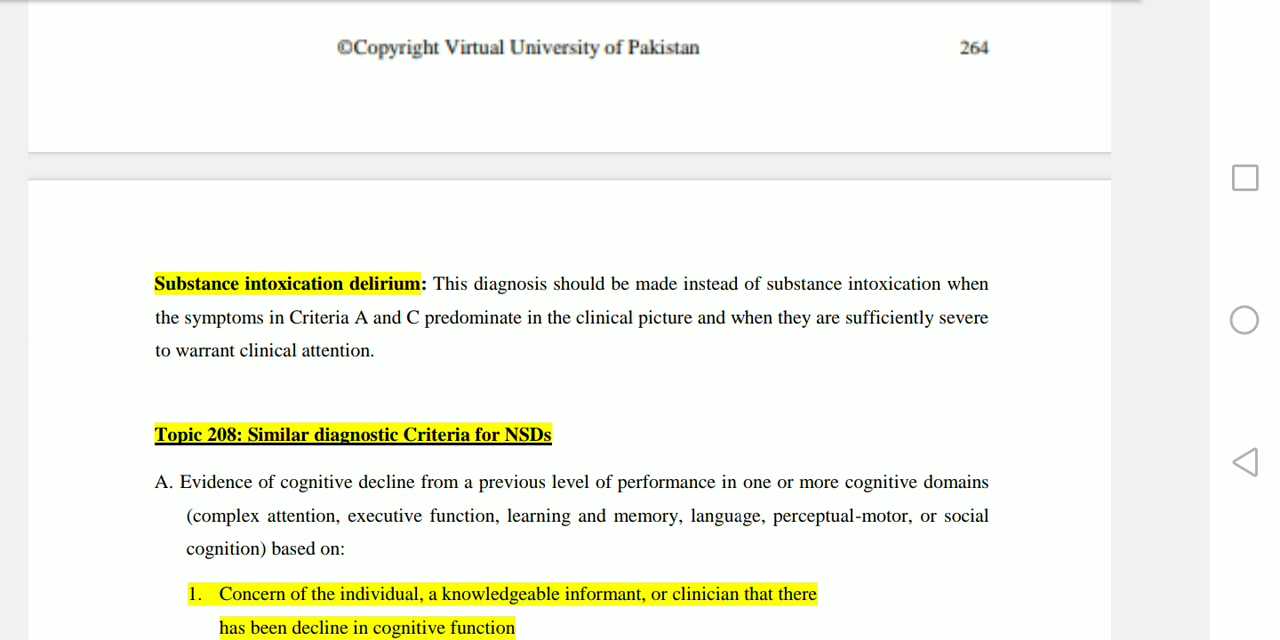 ©Copyright Virtual University of Pakistan 264
Substance intoxication delirium: This diagnosis should be made instead of substance intoxication when
the symptoms in Criteria A and C predominate in the clinical picture and when they are sufficiently severe
to warrant clinical attention.
Topic 208: Similar diagnostic Criteria for NSDs
A. Evidence of cognitive decline from a previous level of performance in one or more cognitive domains
(complex attention, executive function, learning and memory, language, perceptual-motor, or social
cognition) based on:
1. Concern of the individual, a knowledgeable informant, or clinician that there
has been decline in cognitive function